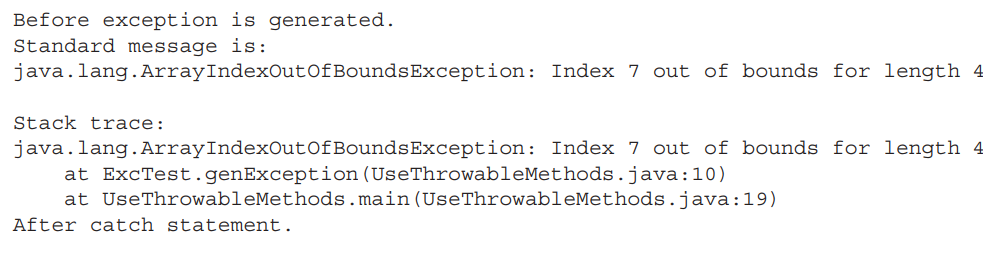 Before exception is generated.
Standard message is:
java.lang.ArrayIndexOutOfBoundsException: Index 7 out of bounds for length 4

Stack trace:
java.lang.ArrayIndexOutOfBoundsException: Index 7 out of bounds for length 4
    at ExcTest.genException(UseThrowableMethods.java:10)
    at UseThrowableMethods.main(UseThrowableMethods.java:19)
After catch statement.